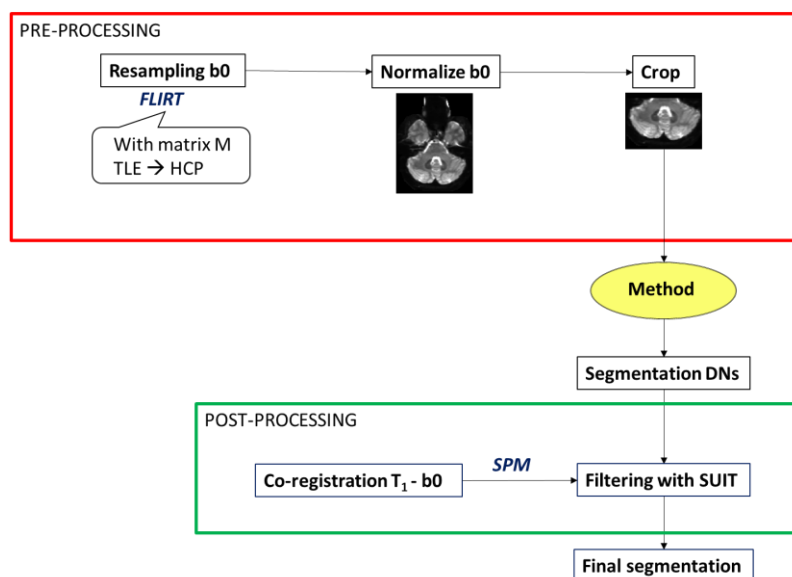 PRE-PROCESSING
Resampling b0
Normalize b0
Crop
FLIRT
With matrix M
TLE → HCP
Method
Segmentation DNs
POST-PROCESSING
SPM
Co-registration T₁ - b0
Filtering with SUIT
Final segmentation